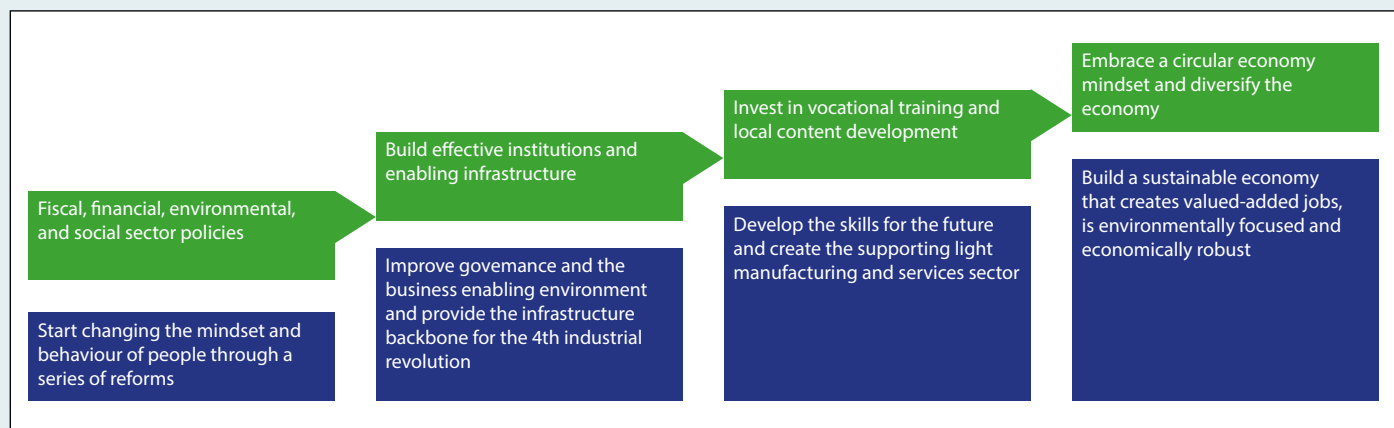 Fiscal, financial, environmental,
and social sector policies
Start changing the mindset and
behaviour of people through a
series of reforms
Build effective institutions and
enabling infrastructure
Improve govemance and the
business enabling environment
and provide the infrastructure
backbone for the 4th industrial
revolution
Invest in vocational training and
local content development
Develop the skills for the future
and create the supporting light
manufacturing and services sector
Embrace a circular economy
mindset and diversify the
economy
Build a sustainable economy
that creates valued-added jobs,
is environmentally focused and
economically robust